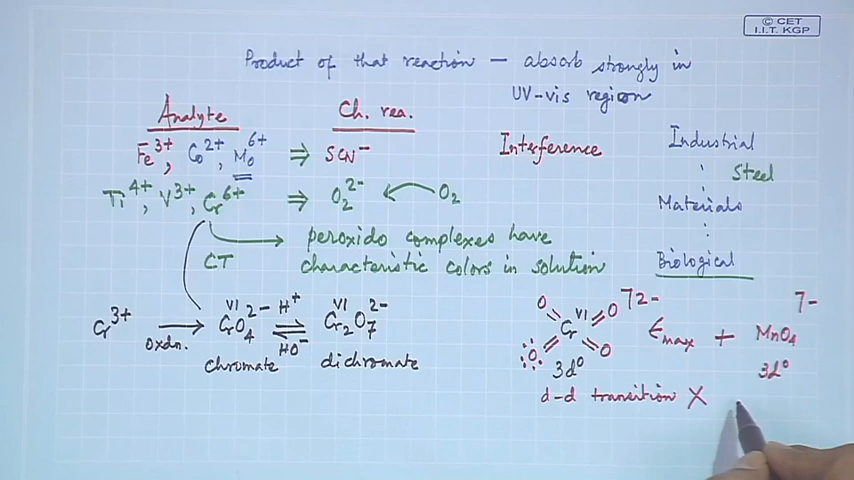 © CET
I.I.T. KGP
Product of that reaction — absorb strongly in
UV-vis region
Analyte
Ch. rea.
Fe³⁺, Co²⁺, Mo⁶⁺ ⇒ SCN⁻
Interference
Industrial
⋮
Steel
Ti⁴⁺, V³⁺, Cr⁶⁺ ⇒ O₂²⁻ ← O₂
Materials
⋮
CT → peroxido complexes have
characteristic colors in solution
Biological
Cr³⁺ → oxdn. CrO₄²⁻ VI ⇌ H⁺ HO⁻ Cr₂O₇²⁻ VI
chromate dichromate
O O O O Cr VI ⌉2−
3d⁰
ϵmax + MnO₄ ⌉−
3d⁰
d-d transition X